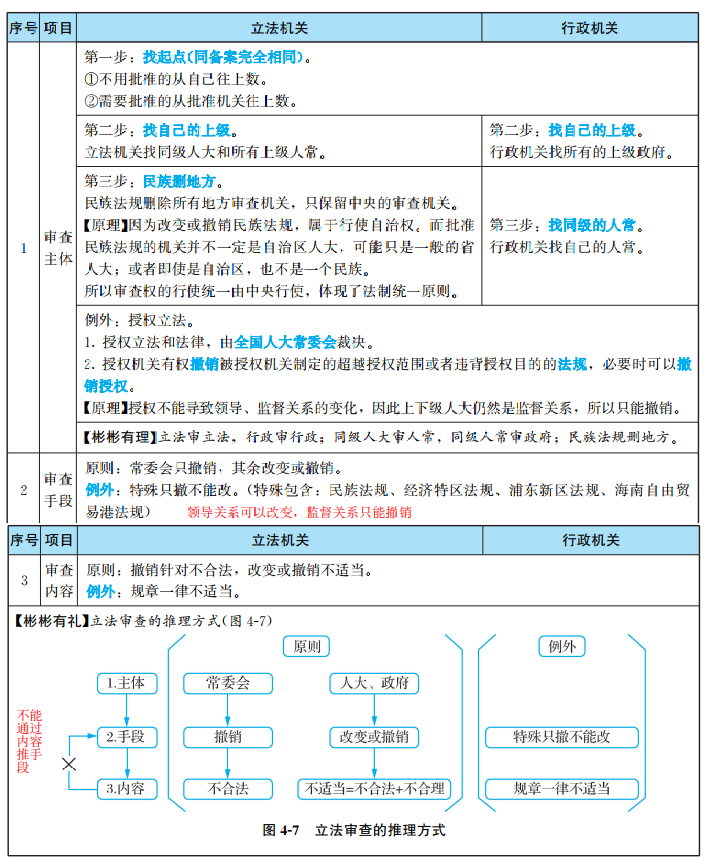 序号 项目 立法机关 行政机关
第一步：找起点(同备案完全相同)。
①不用批准的从自己往上数。
②需要批准的从批准机关往上数。
第二步：找自己的上级。
立法机关找同级人大和所有上级人常。
第二步：找自己的上级。
行政机关找所有的上级政府。
1
审查
主体
第三步：民族删地方。
民族法规删除所有地方审查机关，只保留中央的审查机关。
【原理】因为改变或撤销民族法规，属于行使自治权。而批准
民族法规的机关并不一定是自治区人大，可能只是一般的省
人大；或者即使是自治区，也不是一个民族。
所以审查权的行使统一由中央行使，体现了法制统一原则。
第三步：找同级的人常。
行政机关找自己的人常。
例外：授权立法。
1. 授权立法和法律，由全国人大常委会裁决。
2. 授权机关有权撤销被授权机关制定的超越授权范围或者违背授权目的的法规，必要时可以撤
销授权。
【原理】授权不能导致领导、监督关系的变化，因此上下级人大仍然是监督关系，所以只能撤销。
【彬彬有理】立法审立法，行政审行政；同级人大审人常，同级人常审政府；民族法规删地方。
2
审查
手段
原则：常委会只撤销，其余改变或撤销。
例外：特殊只撤不能改。（特殊包含：民族法规、经济特区法规、浦东新区法规、海南自由贸
易港法规） 领导关系可以改变，监督关系只能撤销
序号 项目 立法机关 行政机关
3
审查
内容
原则：撤销针对不合法，改变或撤销不适当。
例外：规章一律不适当。
【彬彬有礼】立法审查的推理方式(图 4-7)
原则 例外
1.主体 常委会 人大、政府
不能
通过
内容
推手
段
2.手段 撤销 改变或撤销 特殊只撤不能改
3.内容 不合法 不适当=不合法+不合理 规章一律不适当
图 4-7 立法审查的推理方式